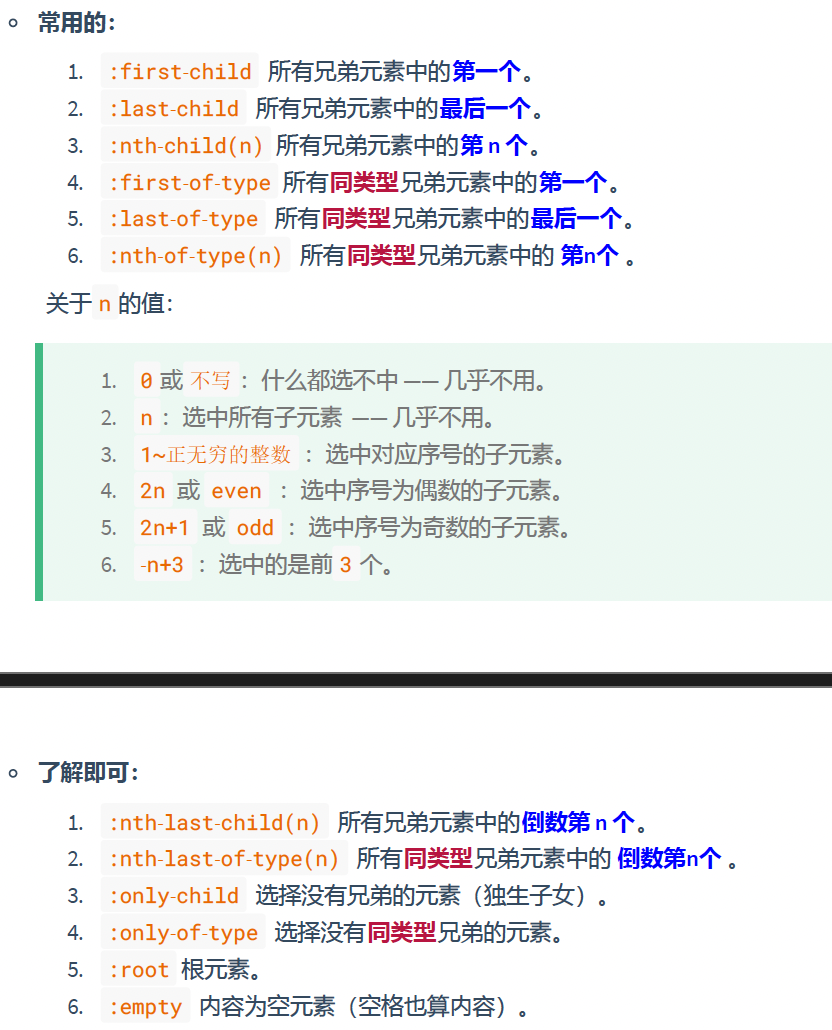 常用的：
1. :first-child 所有兄弟元素中的第一个。
2. :last-child 所有兄弟元素中的最后一个。
3. :nth-child(n) 所有兄弟元素中的第 n 个。
4. :first-of-type 所有同类型兄弟元素中的第一个。
5. :last-of-type 所有同类型兄弟元素中的最后一个。
6. :nth-of-type(n) 所有同类型兄弟元素中的 第n个 。
关于 n 的值：
1. 0 或 不写 ：什么都选不中 —— 几乎不用。
2. n ：选中所有子元素 —— 几乎不用。
3. 1~正无穷的整数 ：选中对应序号的子元素。
4. 2n 或 even ：选中序号为偶数的子元素。
5. 2n+1 或 odd ：选中序号为奇数的子元素。
6. -n+3 ：选中的是前 3 个。
了解即可：
1. :nth-last-child(n) 所有兄弟元素中的倒数第 n 个。
2. :nth-last-of-type(n) 所有同类型兄弟元素中的 倒数第n个 。
3. :only-child 选择没有兄弟的元素（独生子女）。
4. :only-of-type 选择没有同类型兄弟的元素。
5. :root 根元素。
6. :empty 内容为空元素（空格也算内容）。